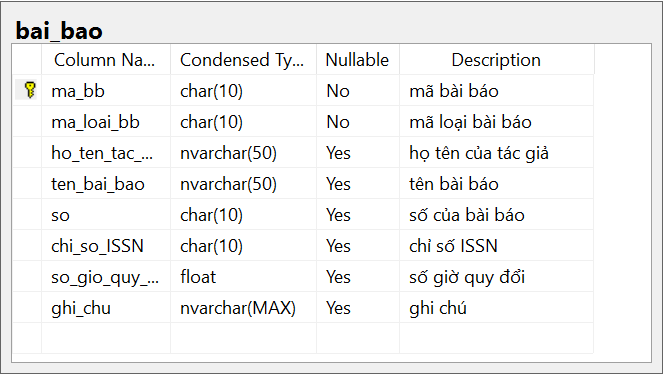 bai_bao
Column Na... Condensed Ty... Nullable Description
ma_bb char(10) No mã bài báo
ma_loai_bb char(10) No mã loại bài báo
ho_ten_tac_... nvarchar(50) Yes họ tên của tác giả
ten_bai_bao nvarchar(50) Yes tên bài báo
so char(10) Yes số của bài báo
chi_so_ISSN char(10) Yes chỉ số ISSN
so_gio_quy_... float Yes số giờ quy đổi
ghi_chu nvarchar(MAX) Yes ghi chú